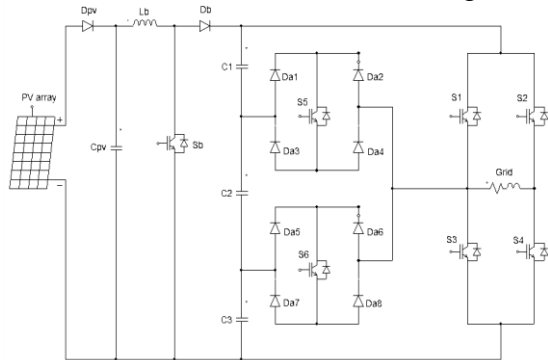 Dpv Lb Db
C1
Da1 Da2
S5
S1 S2
PV array
+
Cpv
Sb
Da3 Da4
Grid
−
C2
Da5 Da6
S6
S3 S4
Da7 Da8
C3